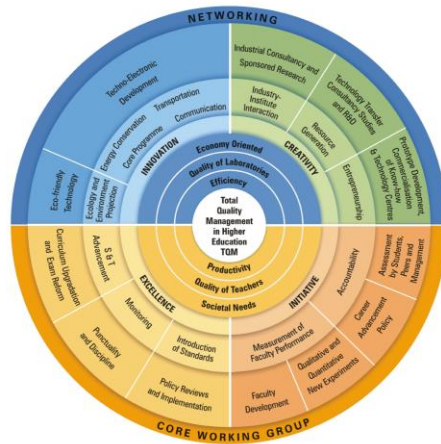 NETWORKING
Techno-Electronic
Development
Eco-friendly
Technology
Energy Conservation
Transportation
Core Programme
Communication
Ecology and
Environment
Projection
INNOVATION
Industrial Consultancy and
Sponsored Research
Technology Transfer
Consultancy Studies
and R&D
Prototype Development,
Commercialisation
of Know-how
& Technology Centres
Industry-
Institute
Interaction
Resource
Generation
Entrepreneurship
CREATIVITY
Economy Oriented
Quality of Laboratories
Efficiency
Total
Quality
Management
in Higher
Education
TQM
Productivity
Quality of Teachers
Societal Needs
EXCELLENCE
S & T
Advancement
Monitoring
Introduction
of Standards
Curriculum Upgradation
and Exam Reform
Punctuality
and Discipline
Policy Reviews
and Implementation
INITIATIVE
Accountability
Measurement of
Faculty Performance
Assessment
by Students,
Peers and Management
Career
Advancement
Policy
Qualitative and
Quantitative
New Experiments
Faculty
Development
CORE WORKING GROUP